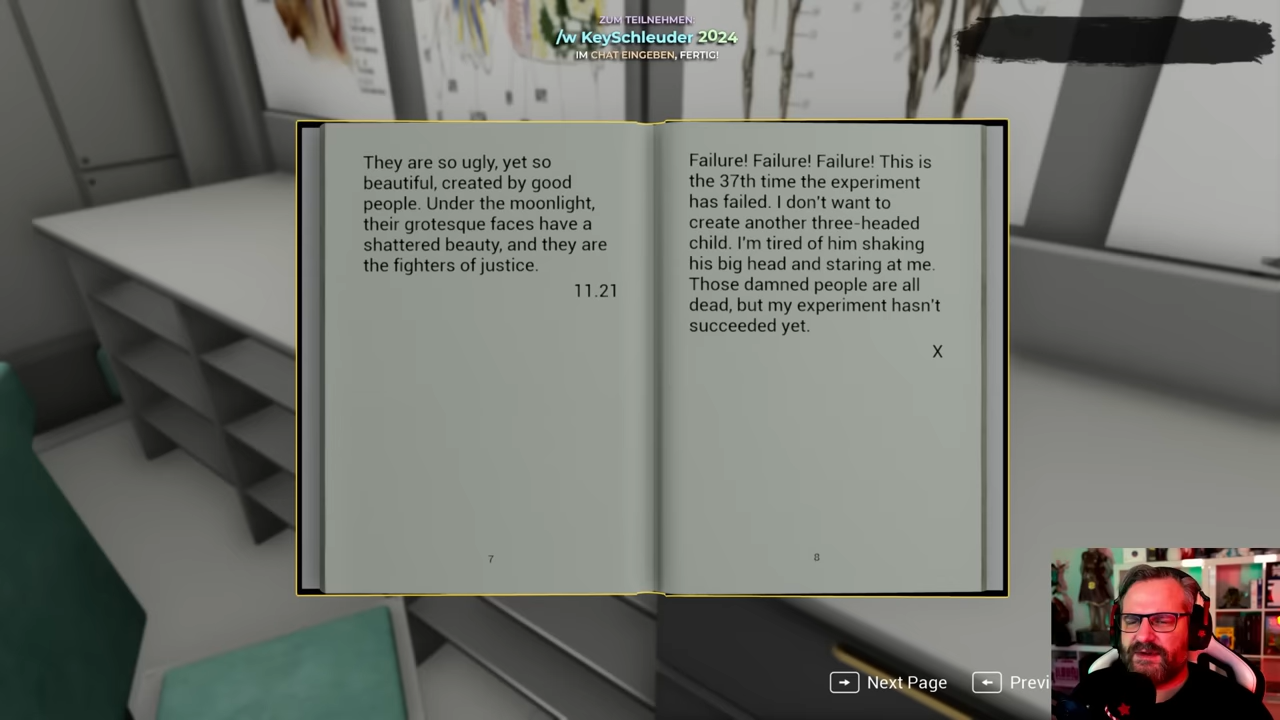 ZUM TEILNEHMEN:
/w KeySchleuder 2024
IM CHAT EINGEBEN, FERTIG!
They are so ugly, yet so
beautiful, created by good
people. Under the moonlight,
their grotesque faces have a
shattered beauty, and they are
the fighters of justice.
11.21
7
Failure! Failure! Failure! This is
the 37th time the experiment
has failed. I don't want to
create another three-headed
child. I'm tired of him shaking
his big head and staring at me.
Those damned people are all
dead, but my experiment hasn't
succeeded yet.
X
8
Next Page
Previ